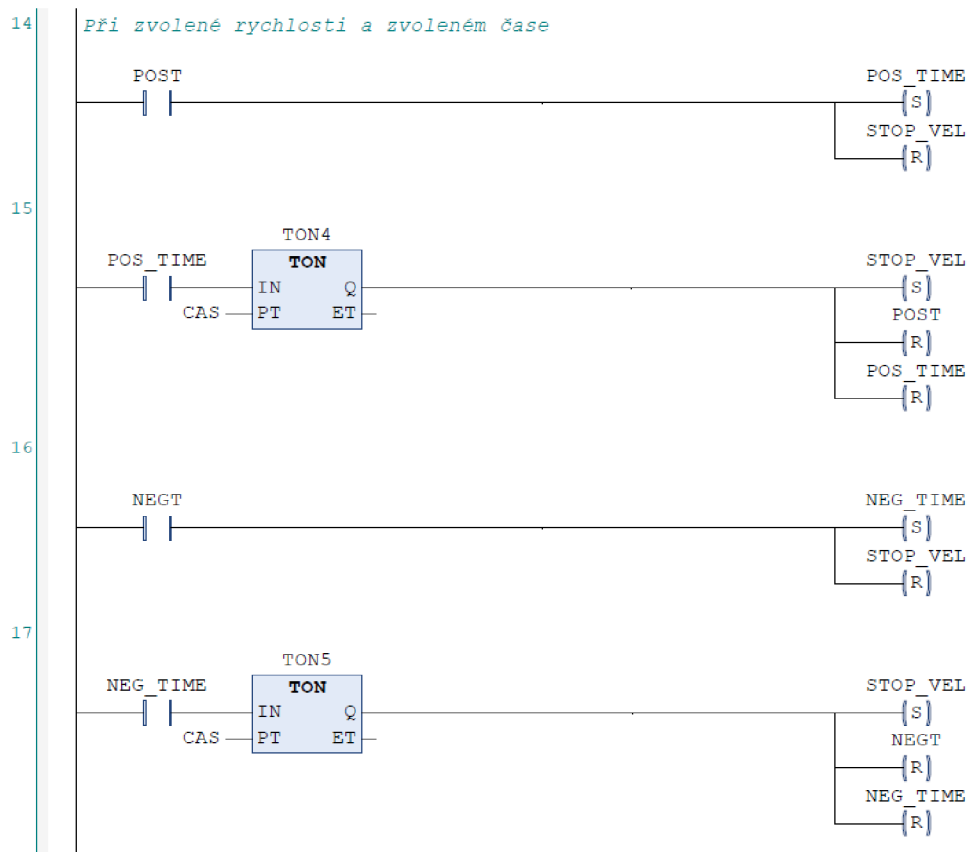 14 Při zvolené rychlosti a zvoleném čase
POST POS_TIME
S
STOP_VEL
R
15
TON4
POS_TIME TON STOP_VEL
IN Q S
CAS PT ET POST
R
POS_TIME
R
16
NEGT NEG_TIME
S
STOP_VEL
R
17
TON5
NEG_TIME TON STOP_VEL
IN Q S
CAS PT ET NEGT
R
NEG_TIME
R